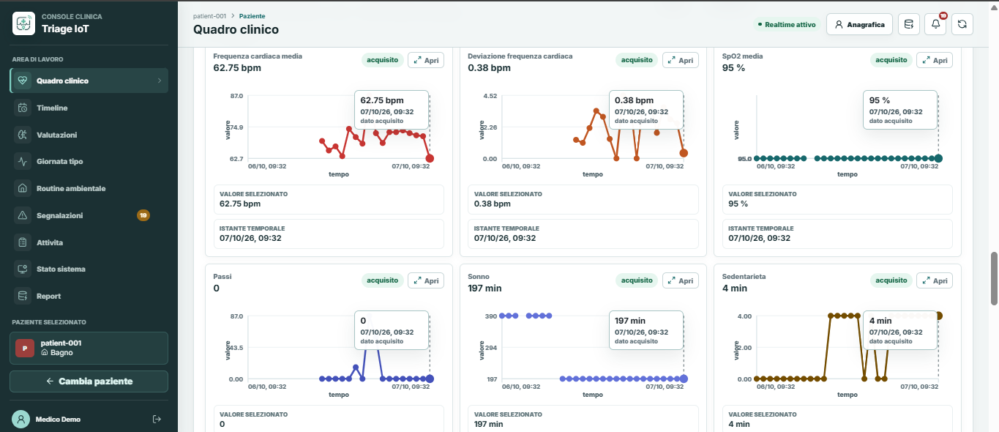 CONSOLE CLINICA
Triage IoT
AREA DI LAVORO
Quadro clinico
Timeline
Valutazioni
Giornata tipo
Routine ambientale
Segnalazioni
19
Attivita
Stato sistema
Report
PAZIENTE SELEZIONATO
P
patient-001
Bagno
Cambia paziente
Medico Demo
patient-001 > Paziente
Quadro clinico
Realtime attivo
Anagrafica
19
Frequenza cardiaca media
62.75 bpm
acquisito
Apri
87.0
74.9
62.7
valore
62.75 bpm
07/10/26, 09:32
dato acquisito
06/10, 09:32
07/10, 09:32
tempo
VALORE SELEZIONATO
62.75 bpm
ISTANTE TEMPORALE
07/10/26, 09:32
Deviazione frequenza cardiaca
0.38 bpm
acquisito
Apri
4.52
2.26
0.00
valore
0.38 bpm
07/10/26, 09:32
dato acquisito
06/10, 09:32
07/10, 09:32
tempo
VALORE SELEZIONATO
0.38 bpm
ISTANTE TEMPORALE
07/10/26, 09:32
SpO2 media
95 %
acquisito
Apri
valore
95.0
95 %
07/10/26, 09:32
dato acquisito
06/10, 09:32
07/10, 09:32
tempo
VALORE SELEZIONATO
95 %
ISTANTE TEMPORALE
07/10/26, 09:32
Passi
0
acquisito
Apri
87.0
43.5
0.00
valore
0
07/10/26, 09:32
dato acquisito
06/10, 09:32
07/10, 09:32
tempo
VALORE SELEZIONATO
0
Sonno
197 min
acquisito
Apri
390
294
197
valore
197 min
07/10/26, 09:32
dato acquisito
06/10, 09:32
07/10, 09:32
tempo
VALORE SELEZIONATO
197 min
Sedentarieta
4 min
acquisito
Apri
4.00
2.00
0.00
valore
4 min
07/10/26, 09:32
dato acquisito
06/10, 09:32
07/10, 09:32
tempo
VALORE SELEZIONATO
4 min